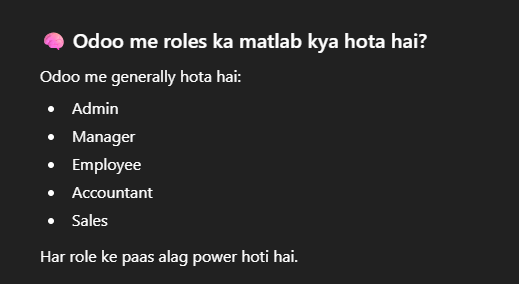 🧠 Odoo me roles ka matlab kya hota hai?
Odoo me generally hota hai:
• Admin
• Manager
• Employee
• Accountant
• Sales
Har role ke paas alag power hoti hai.